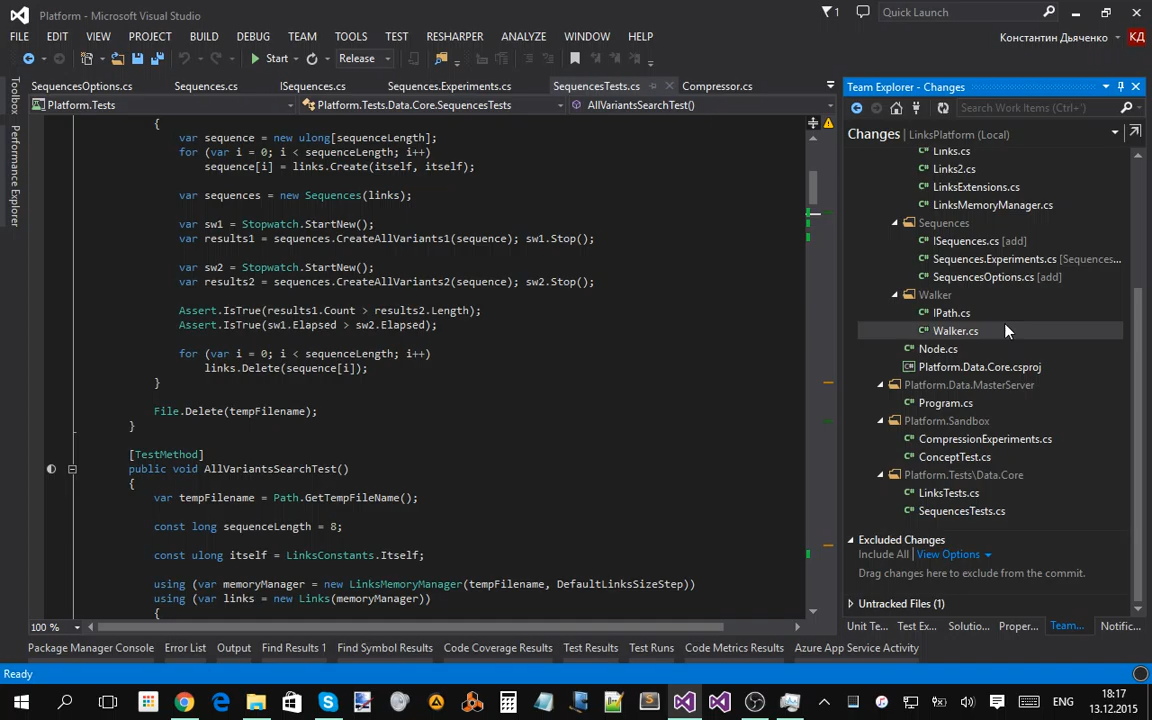 Platform - Microsoft Visual Studio
1
Quick Launch
FILE EDIT VIEW PROJECT BUILD DEBUG TEAM TOOLS TEST RESHARPER ANALYZE WINDOW HELP
Константин Дьяченко КД
Start Release
SequencesOptions.cs Sequences.cs ISequences.cs Sequences.Experiments.cs SequencesTests.cs Compressor.cs
Platform.Tests Platform.Tests.Data.Core.SequencesTests AllVariantsSearchTest()
Toolbox
Performance Explorer
{
var sequence = new ulong[sequenceLength];
for (var i = 0; i < sequenceLength; i++)
sequence[i] = links.Create(itself, itself);
var sequences = new Sequences(links);
var sw1 = Stopwatch.StartNew();
var results1 = sequences.CreateAllVariants1(sequence); sw1.Stop();
var sw2 = Stopwatch.StartNew();
var results2 = sequences.CreateAllVariants2(sequence); sw2.Stop();
Assert.IsTrue(results1.Count > results2.Length);
Assert.IsTrue(sw1.Elapsed > sw2.Elapsed);
for (var i = 0; i < sequenceLength; i++)
links.Delete(sequence[i]);
}
File.Delete(tempFilename);
}
[TestMethod]
public void AllVariantsSearchTest()
{
var tempFilename = Path.GetTempFileName();
const long sequenceLength = 8;
const ulong itself = LinksConstants.Itself;
using (var memoryManager = new LinksMemoryManager(tempFilename, DefaultLinksSizeStep))
using (var links = new Links(memoryManager))
{
100 %
Team Explorer - Changes
Search Work Items (Ctrl+')
Changes | LinksPlatform (Local)
Links.cs
Links2.cs
LinksExtensions.cs
LinksMemoryManager.cs
Sequences
ISequences.cs [add]
Sequences.Experiments.cs [Sequences...
SequencesOptions.cs [add]
Walker
IPath.cs
Walker.cs
Node.cs
Platform.Data.Core.csproj
Platform.Data.MasterServer
Program.cs
Platform.Sandbox
CompressionExperiments.cs
ConceptTest.cs
Platform.Tests\Data.Core
LinksTests.cs
SequencesTests.cs
Excluded Changes
Include All | View Options
Drag changes here to exclude from the commit.
Untracked Files (1)
Unit Te... Test Ex... Solutio... Proper... Team... Notific...
Package Manager Console Error List Output Find Results 1 Find Symbol Results Code Coverage Results Test Results Test Runs Code Metrics Results Azure App Service Activity
Ready
ENG
18:17
13.12.2015